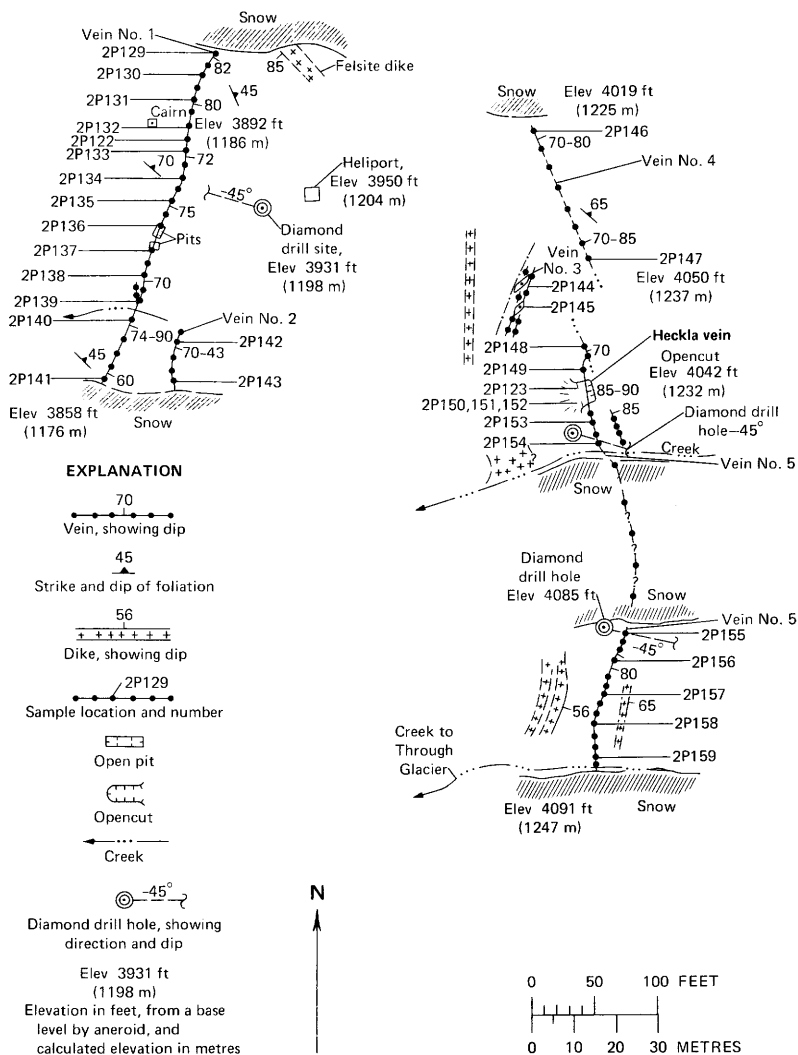 Snow
Vein No. 1
2P129
82
85
Felsite dike
2P130
45
2P131
80
Cairn
2P132
Elev 3892 ft
(1186 m)
2P122
2P133
72
70
2P134
Heliport,
Elev 3950 ft
(1204 m)
-45°
2P135
75
Diamond
drill site,
Elev 3931 ft
(1198 m)
2P136
Pits
2P137
2P138
70
2P139
2P140
Vein No. 2
74-90
2P142
70-43
45
2P141
60
2P143
Elev 3858 ft
(1176 m)
Snow
Snow
Elev 4019 ft
(1225 m)
2P146
70-80
Vein No. 4
65
70-85
2P147
Elev 4050 ft
(1237 m)
Vein
No. 3
2P144
2P145
2P148
70
Heckla vein
2P149
Opencut
Elev 4042 ft
(1232 m)
2P123
85-90
2P150,151,152
85
Diamond drill
hole-45°
2P153
2P154
Creek
Vein No. 5
Snow
?
?
?
Diamond
drill hole
Elev 4085 ft
Snow
Vein No. 5
2P155
-45°
2P156
80
2P157
56
65
2P158
2P159
Creek to
Through
Glacier
Elev 4091 ft
(1247 m)
Snow
EXPLANATION
70
Vein, showing dip
45
Strike and dip of foliation
56
Dike, showing dip
2P129
Sample location and number
Open pit
Opencut
Creek
-45°
Diamond drill hole, showing
direction and dip
Elev 3931 ft
(1198 m)
Elevation in feet, from a base
level by aneroid, and
calculated elevation in metres
N
0 50 100 FEET
0 10 20 30 METRES